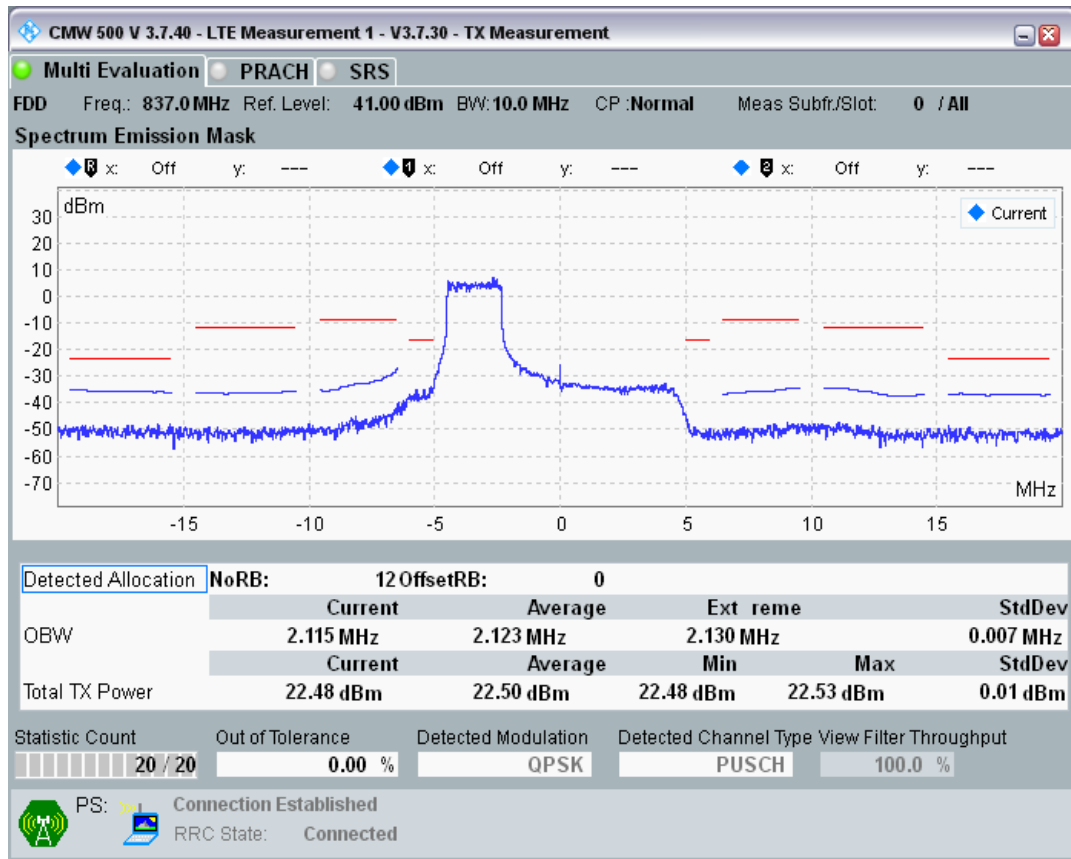 CMW 500 V 3.7.40 - LTE Measurement 1 - V3.7.30 - TX Measurement
Multi Evaluation PRACH SRS
FDD Freq.: 837.0 MHz Ref. Level: 41.00 dBm BW: 10.0 MHz CP :Normal Meas Subfr./Slot: 0 / All
Spectrum Emission Mask
R x: Off y: --- 1 x: Off y: --- 2 x: Off y: ---
dBm
Current
30
20
10
0
-10
-20
-30
-40
-50
-60
-70
MHz
-15 -10 -5 0 5 10 15
Detected Allocation NoRB: 12 OffsetRB: 0
Current Average Ext reme StdDev
OBW 2.115 MHz 2.123 MHz 2.130 MHz 0.007 MHz
Current Average Min Max StdDev
Total TX Power 22.48 dBm 22.50 dBm 22.48 dBm 22.53 dBm 0.01 dBm
Statistic Count Out of Tolerance Detected Modulation Detected Channel Type View Filter Throughput
20 / 20 0.00 % QPSK PUSCH 100.0 %
PS: Connection Established
RRC State: Connected